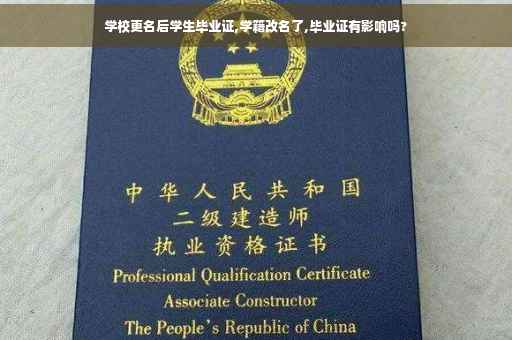 学校更名后学生毕业证,学藉改名了,毕业证有影响吗?
中华人民共和国
二级建造师
执业资格证书
Professional Qualification Certificate
Associate Constructor
The People's Republic of China